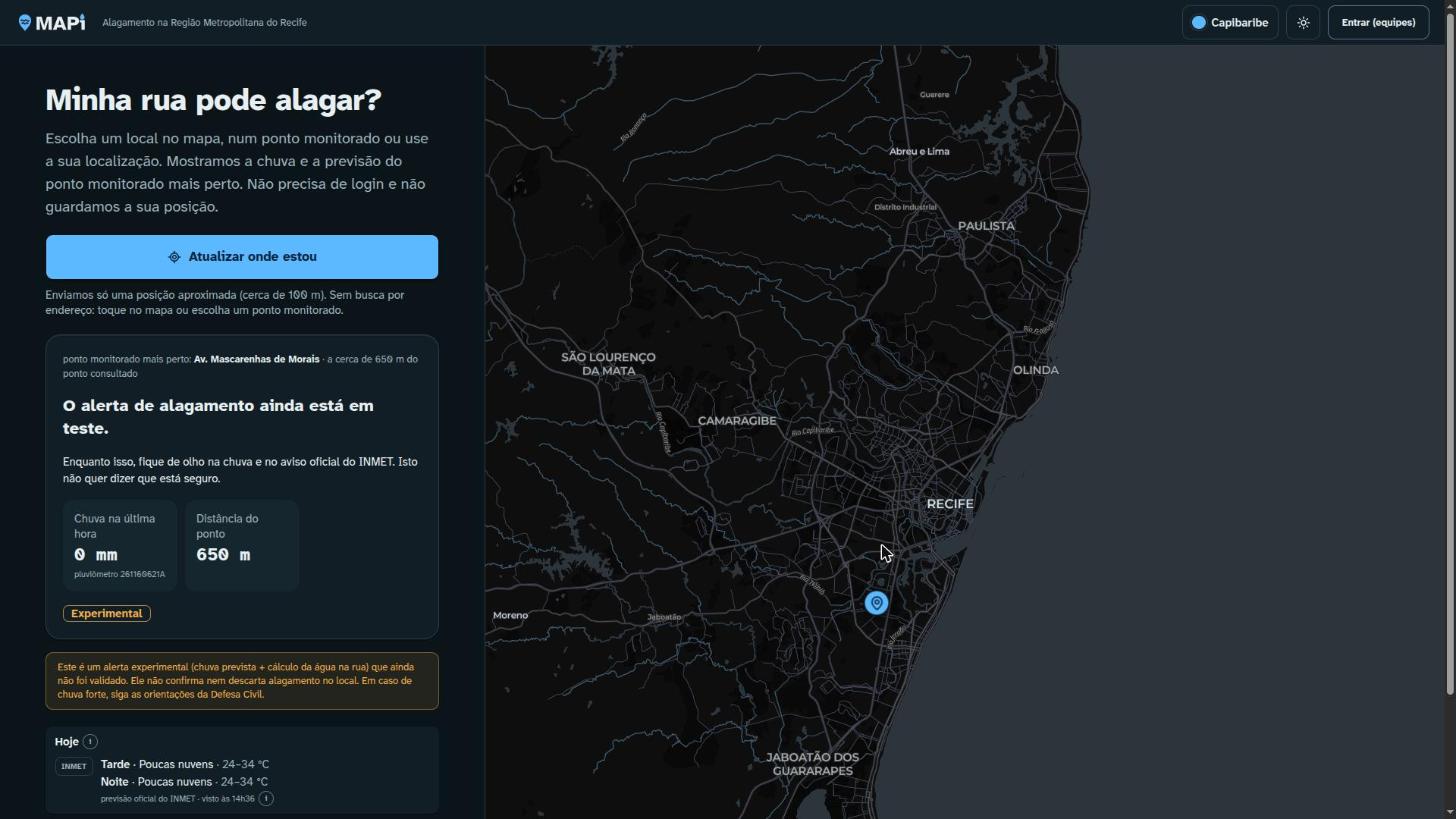 MAPi
Alagamento na Região Metropolitana do Recife
Capibaribe
Entrar (equipes)
Minha rua pode alagar?
Escolha um local no mapa, num ponto monitorado ou use
a sua localização. Mostramos a chuva e a previsão do
ponto monitorado mais perto. Não precisa de login e não
guardamos a sua posição.
Atualizar onde estou
Enviamos só uma posição aproximada (cerca de 100 m). Sem busca por
endereço: toque no mapa ou escolha um ponto monitorado.
ponto monitorado mais perto: Av. Mascarenhas de Morais · a cerca de 650 m do
ponto consultado
O alerta de alagamento ainda está em
teste.
Enquanto isso, fique de olho na chuva e no aviso oficial do INMET. Isto
não quer dizer que está seguro.
Chuva na última
hora
0 mm
pluviômetro 261160621A
Distância do
ponto
650 m
Experimental
Este é um alerta experimental (chuva prevista + cálculo da água na rua) que ainda
não foi validado. Ele não confirma nem descarta alagamento no local. Em caso de
chuva forte, siga as orientações da Defesa Civil.
Hoje
INMET
Tarde · Poucas nuvens · 24–34 °C
Noite · Poucas nuvens · 24–34 °C
previsão oficial do INMET · visto às 14h36
Guerere
Abreu e Lima
Distrito Industrial
PAULISTA
OLINDA
SÃO LOURENÇO
DA MATA
CAMARAGIBE
Rio Capibaribe
Rio Capibaribe
RECIFE
Moreno
Jaboatão
JABOATÃO DOS
GUARARAPES